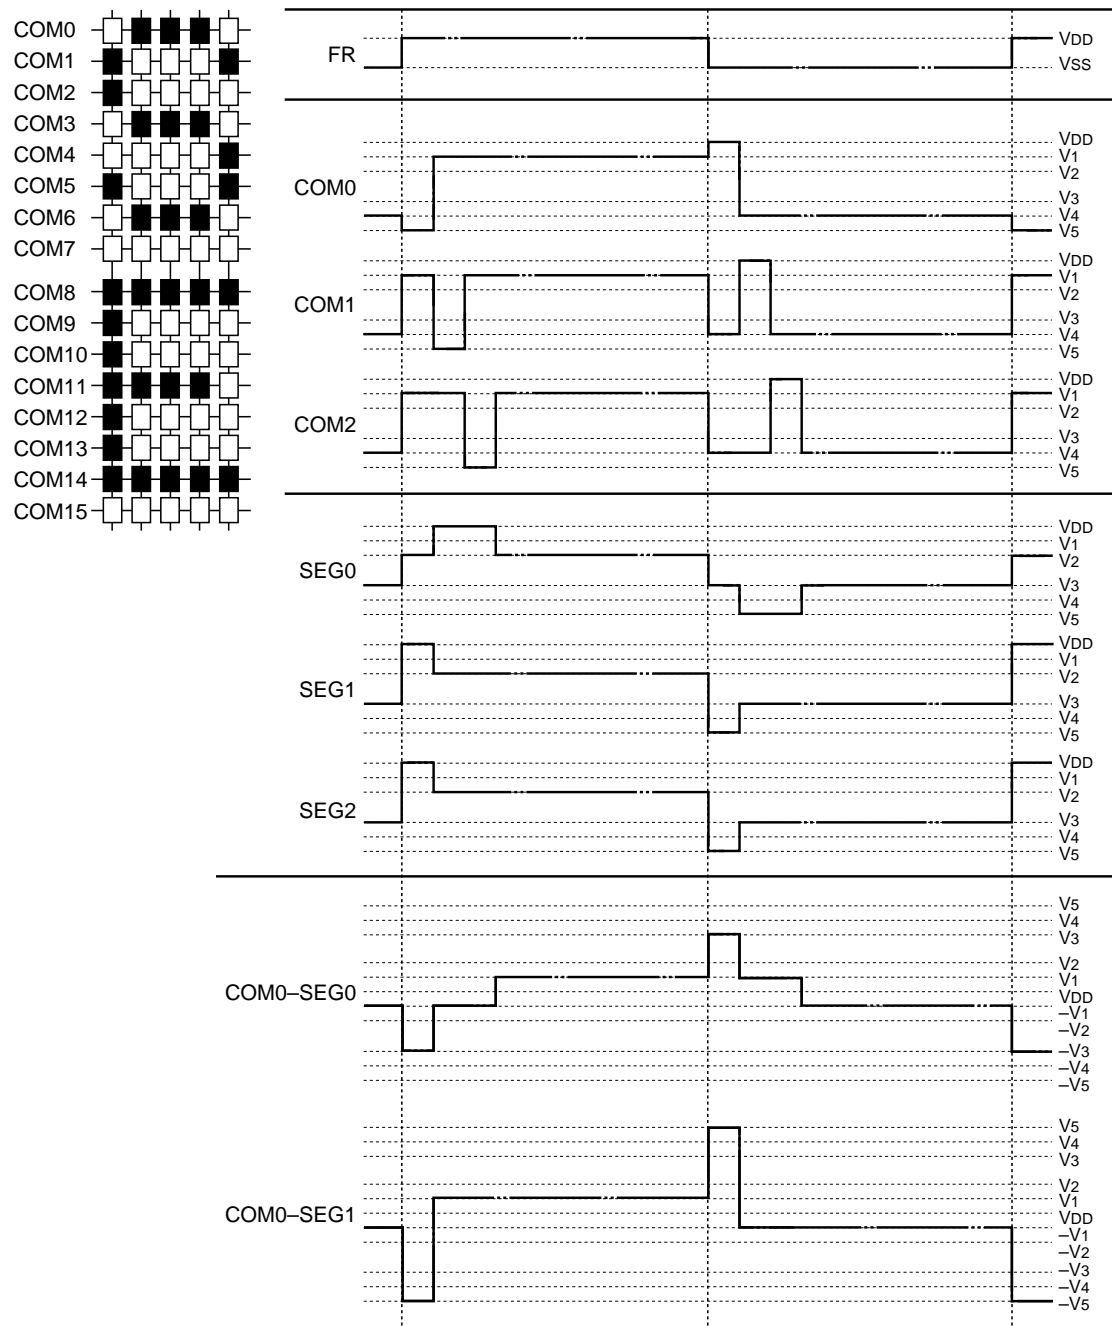 COM0
COM1
COM2
COM3
COM4
COM5
COM6
COM7
COM8
COM9
COM10
COM11
COM12
COM13
COM14
COM15
FR
VDD
VSS
COM0
VDD
V1
V2
V3
V4
V5
COM1
VDD
V1
V2
V3
V4
V5
COM2
VDD
V1
V2
V3
V4
V5
SEG0
VDD
V1
V2
V3
V4
V5
SEG1
VDD
V1
V2
V3
V4
V5
SEG2
VDD
V1
V2
V3
V4
V5
COM0–SEG0
V5
V4
V3
V2
V1
VDD
–V1
–V2
–V3
–V4
–V5
COM0–SEG1
V5
V4
V3
V2
V1
VDD
–V1
–V2
–V3
–V4
–V5